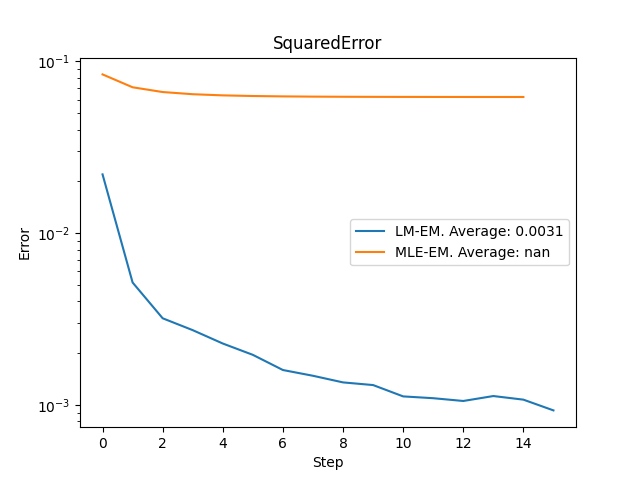 SquaredError
10⁻¹
10⁻²
10⁻³
Error
LM-EM. Average: 0.0031
MLE-EM. Average: nan
0 2 4 6 8 10 12 14
Step